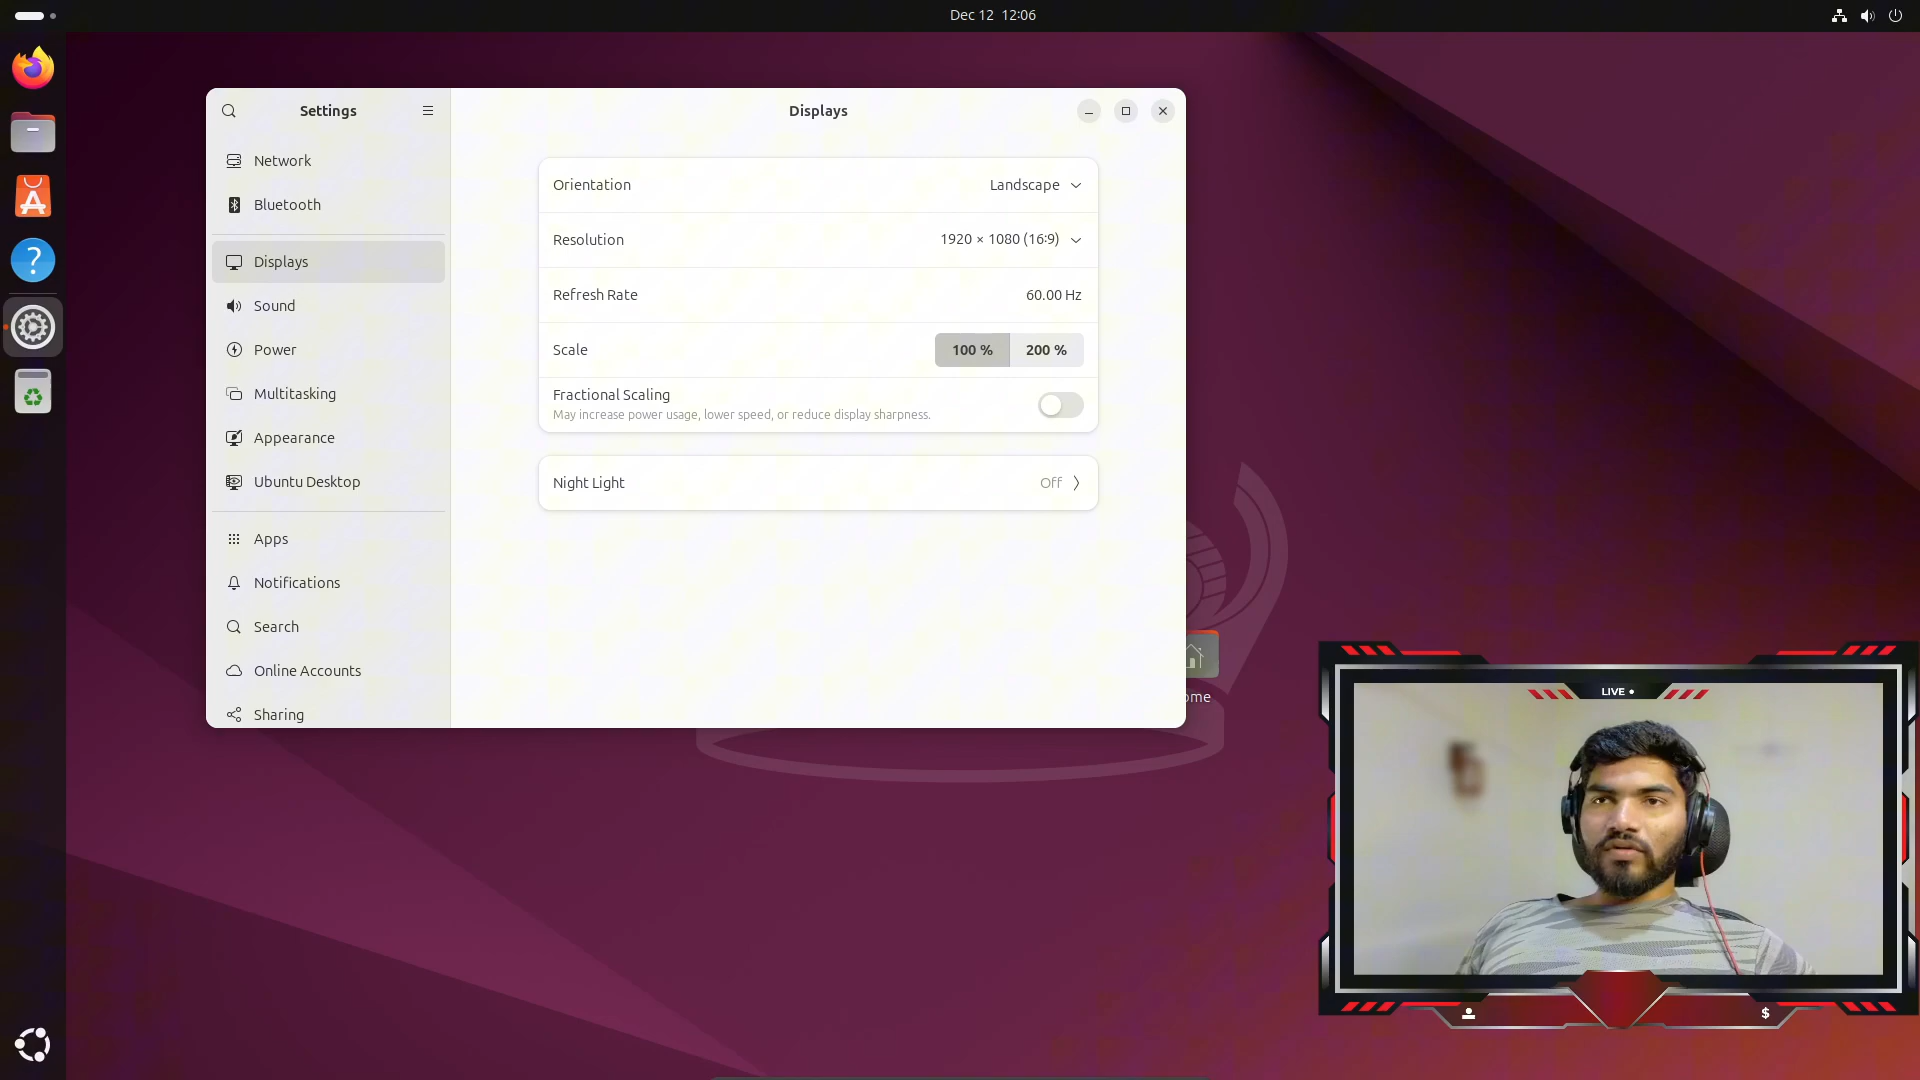 Dec 12 12:06
Settings
Displays
Network
Bluetooth
Displays
Sound
Power
Multitasking
Appearance
Ubuntu Desktop
Apps
Notifications
Search
Online Accounts
Sharing
Orientation
Landscape
Resolution
1920 × 1080 (16:9)
Refresh Rate
60.00 Hz
Scale
100 %
200 %
Fractional Scaling
May increase power usage, lower speed, or reduce display sharpness.
Night Light
Off
ome
LIVE
$